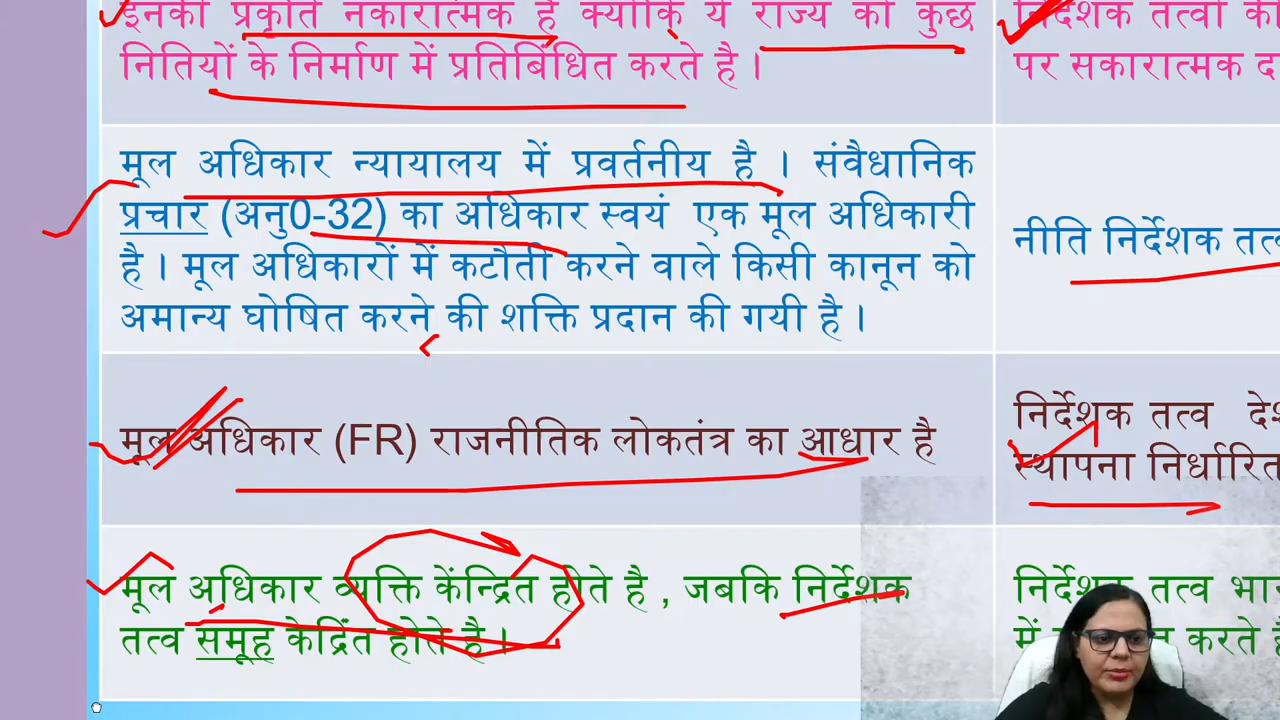 इनकी प्रकृति नकारात्मक है क्योंकि ये राज्य को कुछ
नितियों के निर्माण में प्रतिबिंधित करते है ।
मूल अधिकार न्यायालय में प्रवर्तनीय है । संवैधानिक
प्रचार (अनु0-32) का अधिकार स्वयं एक मूल अधिकारी
है । मूल अधिकारों में कटौती करने वाले किसी कानून को
अमान्य घोषित करने की शक्ति प्रदान की गयी है ।
मूल अधिकार (FR) राजनीतिक लोकतंत्र का आधार है
मूल अधिकार व्यक्ति केंन्द्रित होते है , जबकि निर्देशक
तत्व समूह केद्रिंत होते है ।
निर्देशक तत्वों
पर सकारात्मक
नीति निर्देशक
निर्देशक तत्व
स्थापना निर्धारित
निर्देशक तत्व
में करते